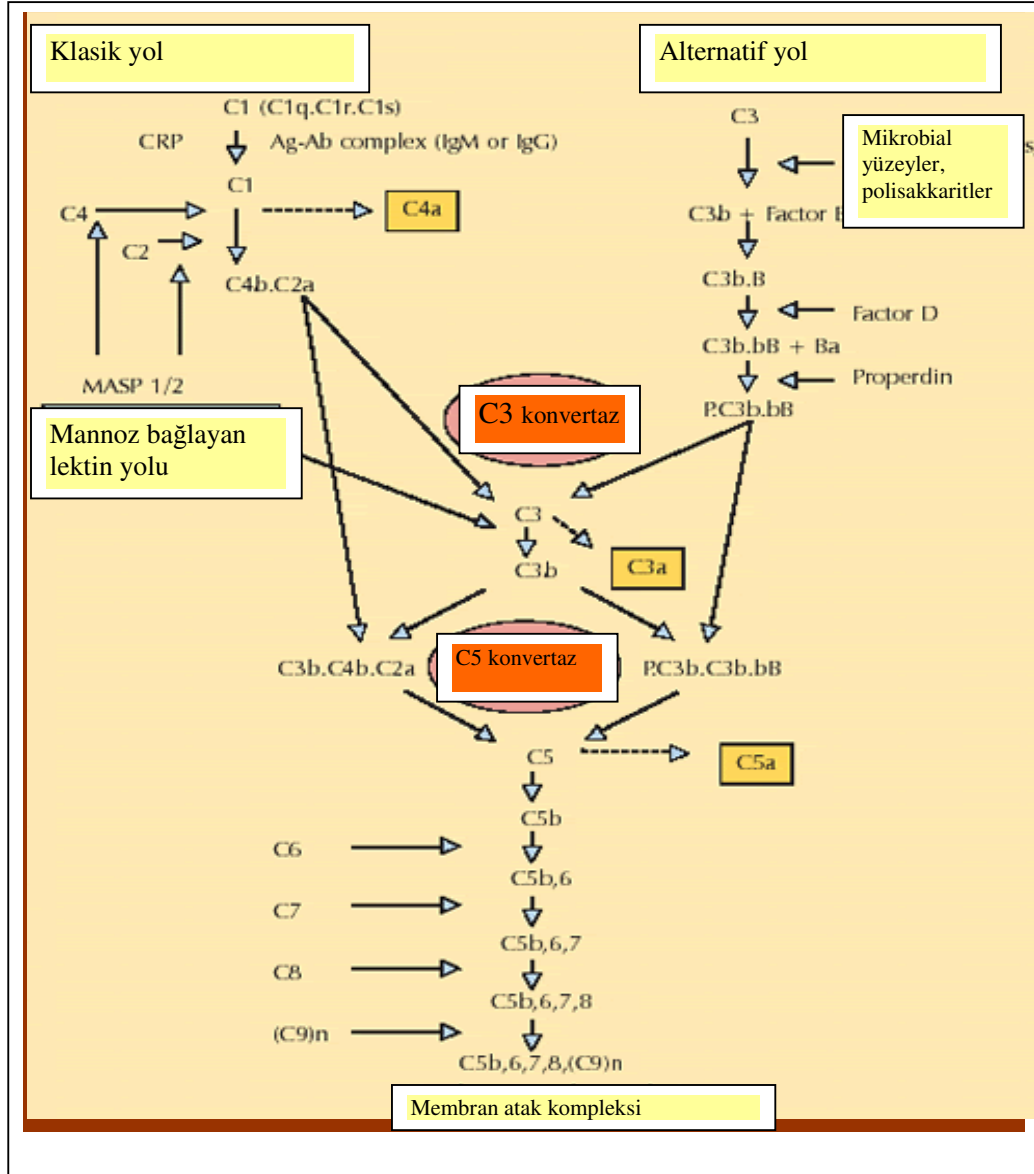 Klasik yol
Alternatif yol
C1 (C1q.C1r.C1s)
CRP
Ag-Ab complex (IgM or IgG)
C1
C4
C4a
C2
C4.b.C2a
MASP 1/2
Mannoz bağlayan
lektin yolu
C3
Mikrobial
yüzeyler,
polisakkaritler
s
C3.b + Factor B
C3b.B
Factor D
C3b.bB + Ba
Properdin
P.C3b.bB
C3 konvertaz
C3
C3.b
C3a
C3b.C4b.C2a
C5 konvertaz
P.C3b.C3b.bB
C5
C5a
C5b
C6
C5b,6
C7
C5b,6,7
C8
C5b,6,7,8
(C9)n
C5b,6,7,8,(C9)n
Membran atak kompleksi